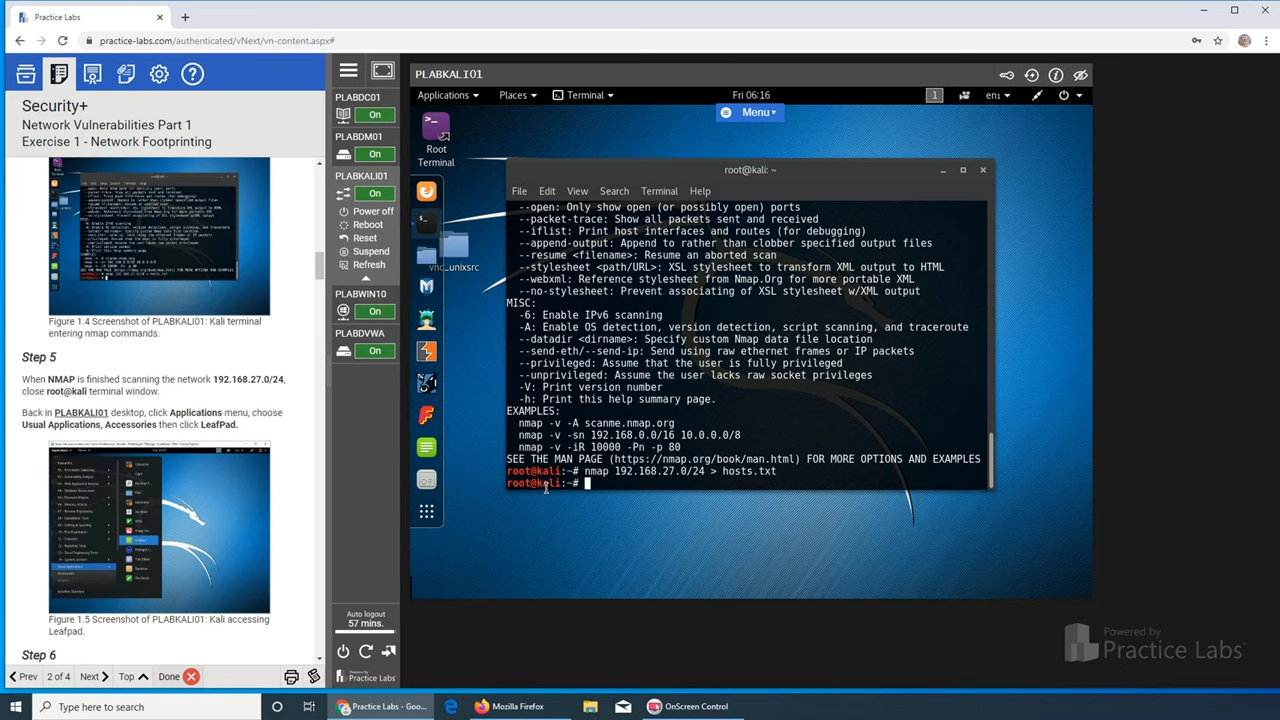 Practice Labs
practice-labs.com/authenticated/vNext/vn-content.aspx#
Security+
Network Vulnerabilities Part 1
Exercise 1 - Network Footprinting
Figure 1.4 Screenshot of PLABKALI01: Kali terminal
entering nmap commands.
Step 5
When NMAP is finished scanning the network 192.168.27.0/24,
close root@kali terminal window.
Back in PLABKALI01 desktop, click Applications menu, choose
Usual Applications, Accessories then click LeafPad.
Figure 1.5 Screenshot of PLABKALI01: Kali accessing
Leafpad.
Step 6
Prev
2 of 4
Next
Top
Done
PLABDC01
On
PLABDM01
On
PLABKALI01
On
Power off
Reboot
Reset
Suspend
Refresh
PLABWIN10
On
PLABDVWA
On
Auto logout
57 mins.
Powered by
Practice Labs
PLABKALI01
Applications
Places
Terminal
Fri 06:16
1
en1
Menu
Root
Terminal
vnc_unixsrc
root@kali: ~
File Edit View Search Terminal Help
--open: Only show open (or possibly open) ports
--packet-trace: Show all packets sent and received
--iflist: Print host interfaces and routes (for debugging)
--append-output: Append to rather than clobber specified output files
--resume <filename>: Resume an aborted scan
--stylesheet <path/URL>: XSL stylesheet to transform XML output to HTML
--webxml: Reference stylesheet from Nmap.Org for more portable XML
--no-stylesheet: Prevent associating of XSL stylesheet w/XML output
MISC:
-6: Enable IPv6 scanning
-A: Enable OS detection, version detection, script scanning, and traceroute
--datadir <dirname>: Specify custom Nmap data file location
--send-eth/--send-ip: Send using raw ethernet frames or IP packets
--privileged: Assume that the user is fully privileged
--unprivileged: Assume the user lacks raw socket privileges
-V: Print version number
-h: Print this help summary page.
EXAMPLES:
nmap -v -A scanme.nmap.org
nmap -v -sn 192.168.0.0/16 10.0.0.0/8
nmap -v -iR 10000 -Pn -p 80
SEE THE MAN PAGE (https://nmap.org/book/man.html) FOR MORE OPTIONS AND EXAMPLES
root@kali:~# nmap 192.168.27.0/24 > hosts.txt
root@kali:~#
Powered by
Practice Labs
Type here to search
Practice Labs - Goo...
Mozilla Firefox
OnScreen Control